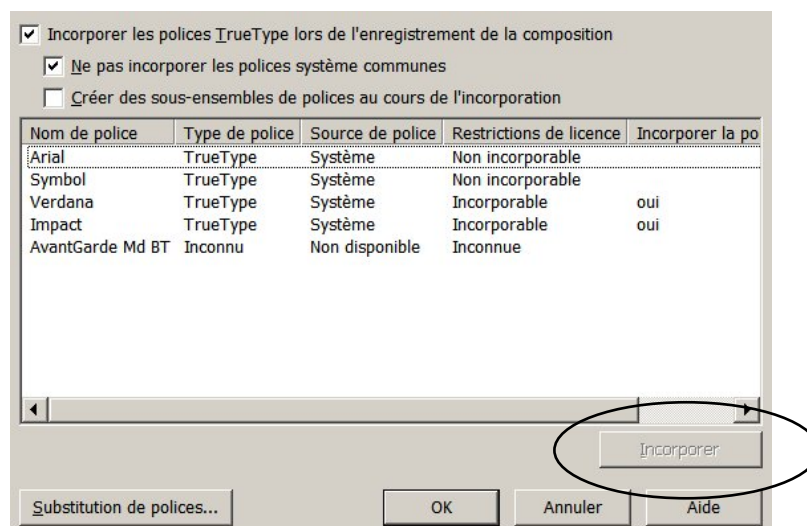 Incorporer les polices TrueType lors de l'enregistrement de la composition
Ne pas incorporer les polices système communes
Créer des sous-ensembles de polices au cours de l'incorporation
Nom de police Type de police Source de police Restrictions de licence Incorporer la po
Arial TrueType Système Non incorporable
Symbol TrueType Système Non incorporable
Verdana TrueType Système Incorporable oui
Impact TrueType Système Incorporable oui
AvantGarde Md BT Inconnu Non disponible Inconnue
Incorporer
Substitution de polices... OK Annuler Aide